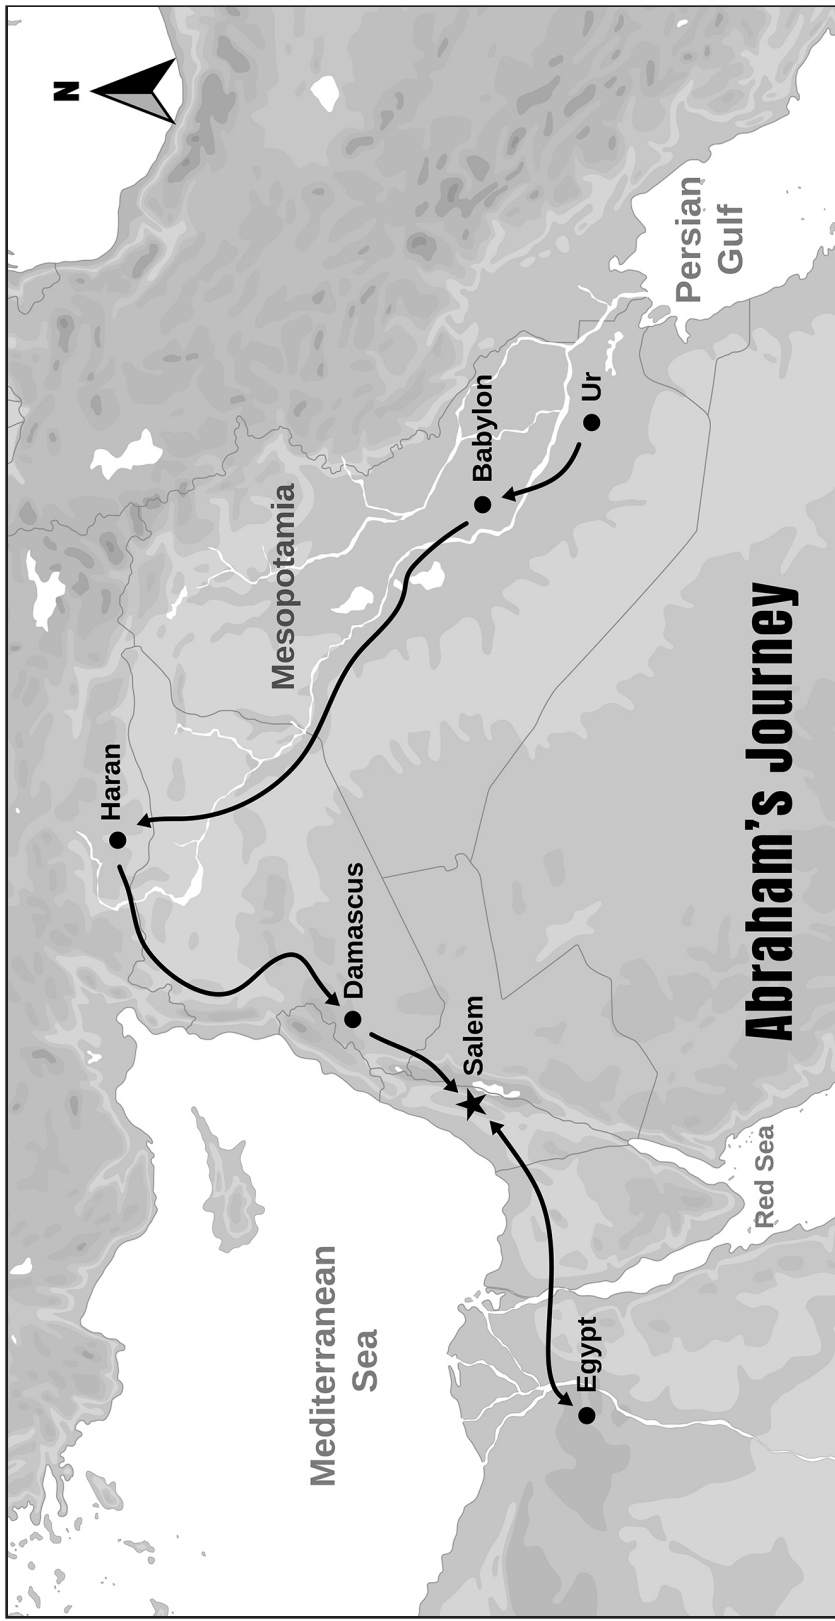 N
Haran
Mesopotamia
Babylon
Ur
Persian
Gulf
Damascus
Salem
Mediterranean
Sea
Egypt
Red Sea
Abraham’s Journey